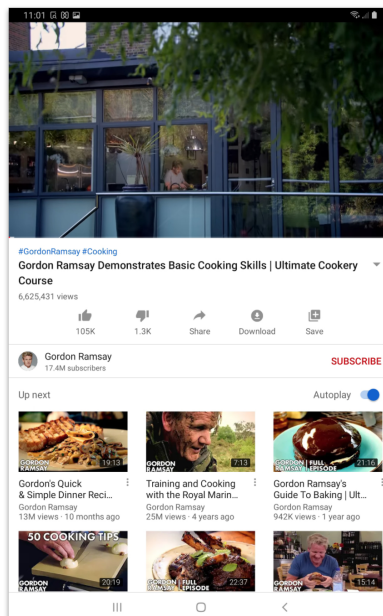 11:01
#GordonRamsay #Cooking
Gordon Ramsay Demonstrates Basic Cooking Skills | Ultimate Cookery
Course
6,625,431 views
105K
1.3K
Share
Download
Save
Gordon Ramsay
17.4M subscribers
SUBSCRIBE
Up next
Autoplay
GORDON
RAMSAY
19:13
GORDON
RAMSAY
7:13
GORDON | FULL
RAMSAY | EPISODE
21:16
Gordon's Quick
& Simple Dinner Reci...
Gordon Ramsay
13M views · 10 months ago
Training and Cooking
with the Royal Marin...
Gordon Ramsay
25M views · 4 years ago
Gordon Ramsay's
Guide To Baking | Ult...
Gordon Ramsay
942K views · 1 year ago
50 COOKING TIPS
GORDON
RAMSAY
20:19
GORDON | FULL
RAMSAY | EPISODE
22:37
GORDON
RAMSAY
15:14